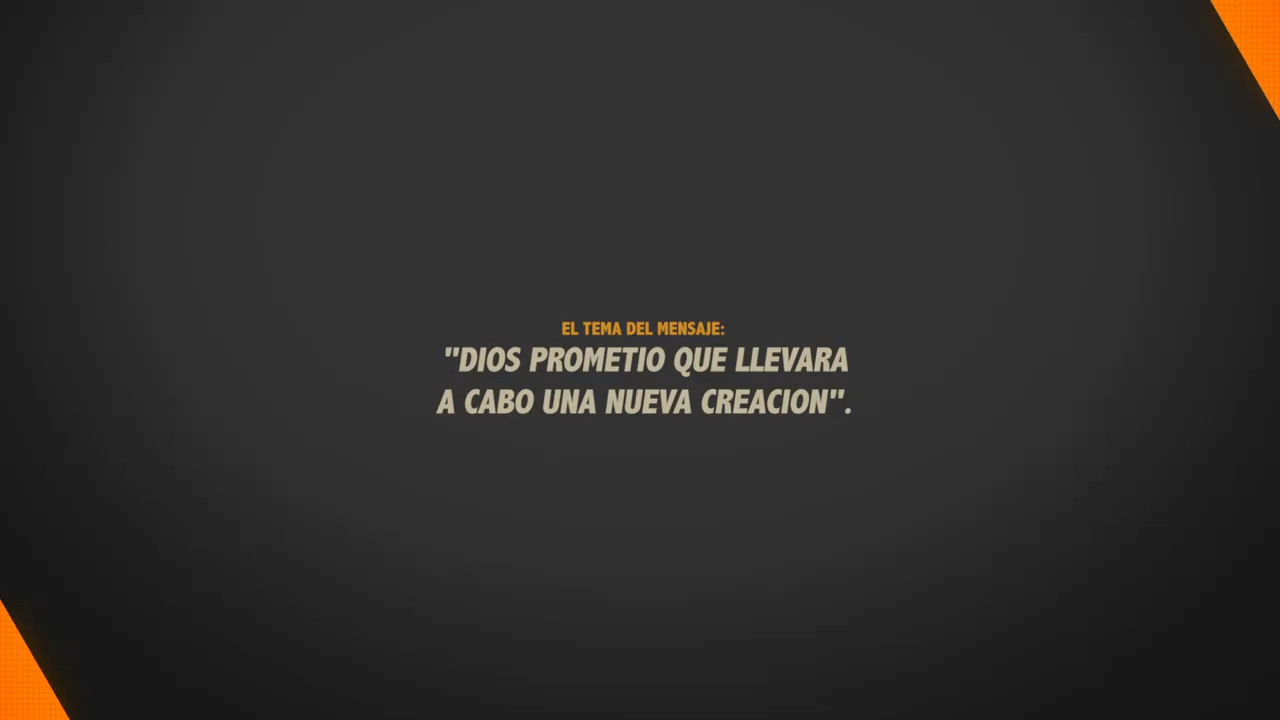 EL TEMA DEL MENSAJE:
"DIOS PROMETIO QUE LLEVARA
A CABO UNA NUEVA CREACION".